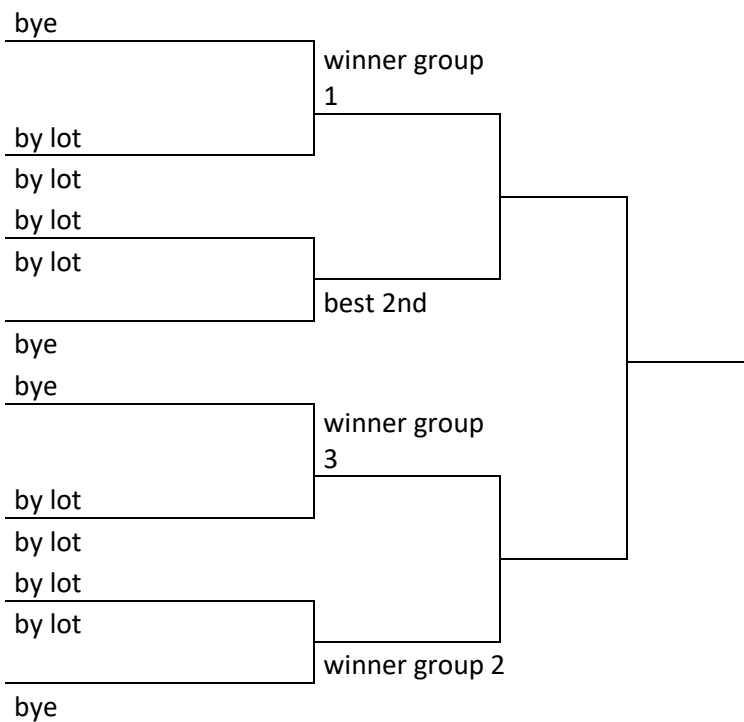 bye
winner group
1
by lot
by lot
by lot
by lot
best 2nd
bye
bye
winner group
3
by lot
by lot
by lot
by lot
winner group 2
bye